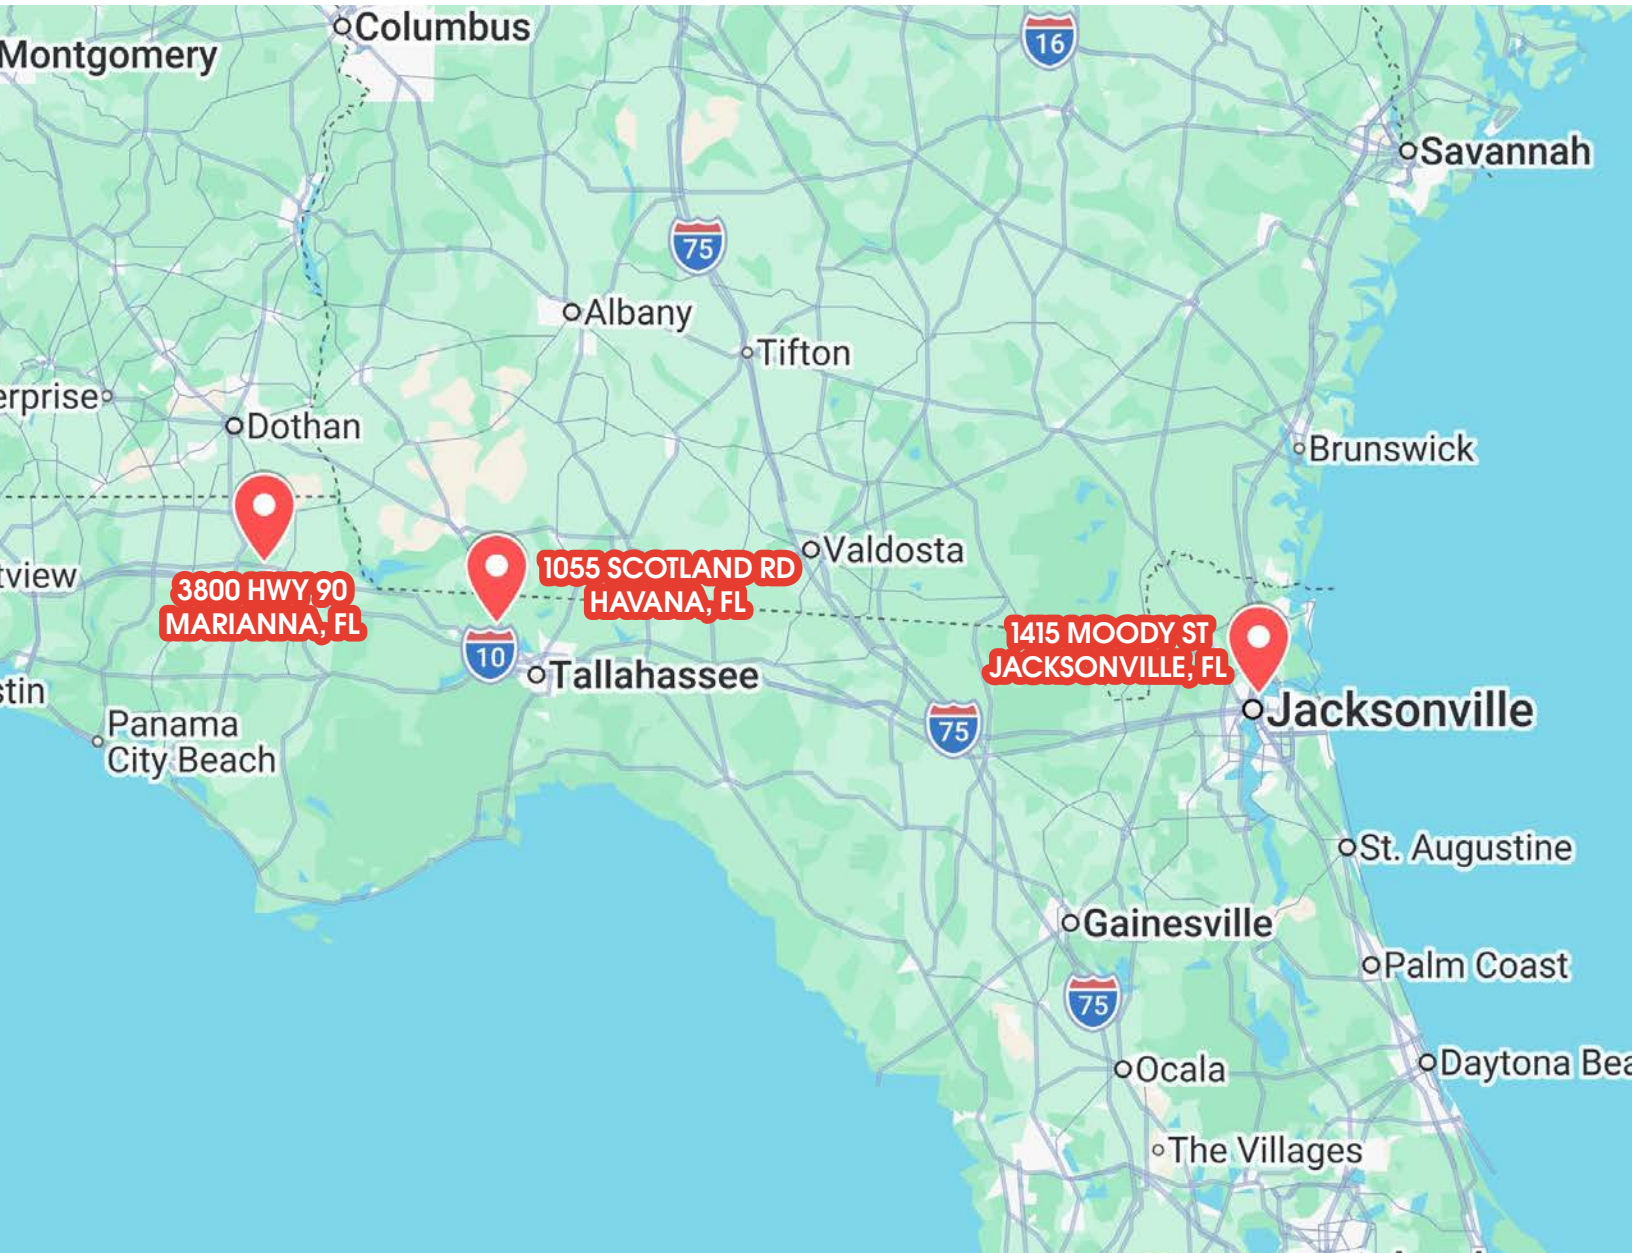 Columbus
Montgomery
16
Savannah
75
Albany
Tifton
erprise
Dothan
Brunswick
Valdosta
1055 SCOTLAND RD
HAVANA, FL
tview
3800 HWY 90
MARIANNA, FL
1415 MOODY ST
JACKSONVILLE, FL
10
Tallahassee
stin
Panama
City Beach
75
Jacksonville
St. Augustine
Gainesville
Palm Coast
75
Ocala
Daytona Bea
The Villages